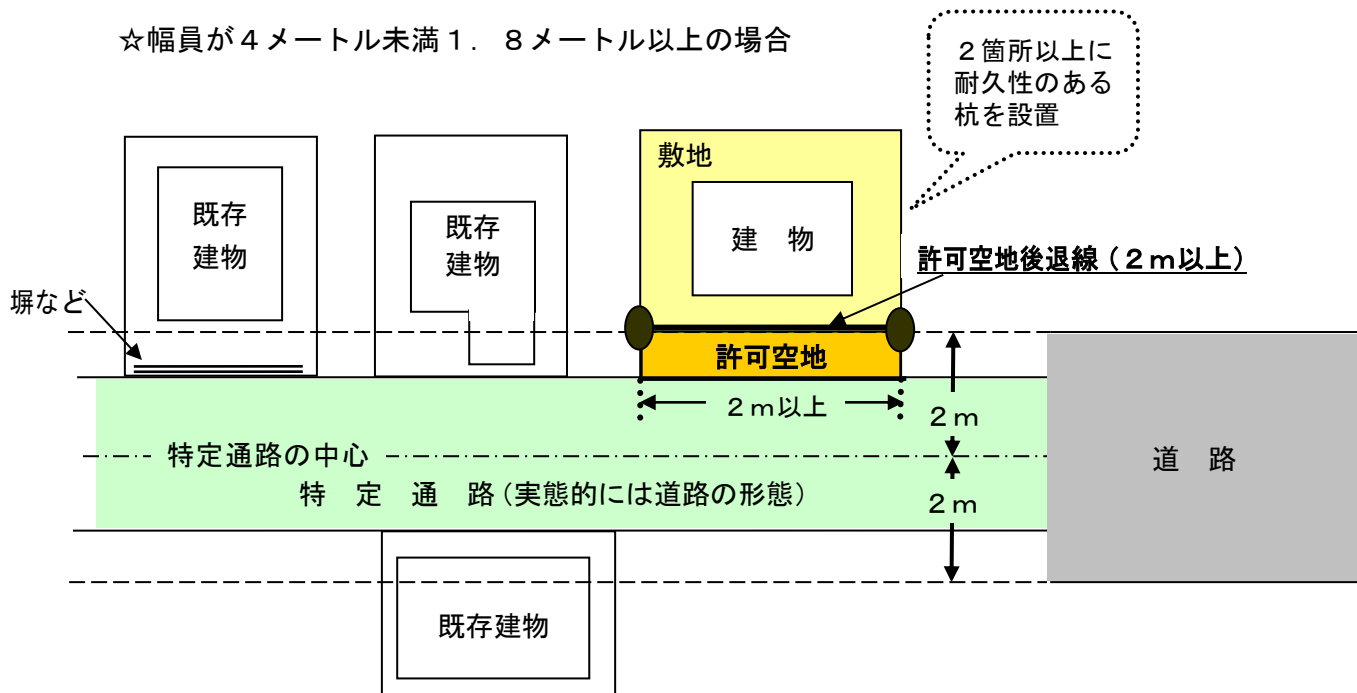 ☆幅員が４メートル未満１．８メートル以上の場合
２箇所以上に
耐久性のある
杭を設置
敷地
既存
建物
既存
建物
建　物
許可空地後退線（２ｍ以上）
塀など
許可空地
２ｍ以上
２ｍ
特定通路の中心
道　路
特　定　通　路（実態的には道路の形態）
２ｍ
既存建物